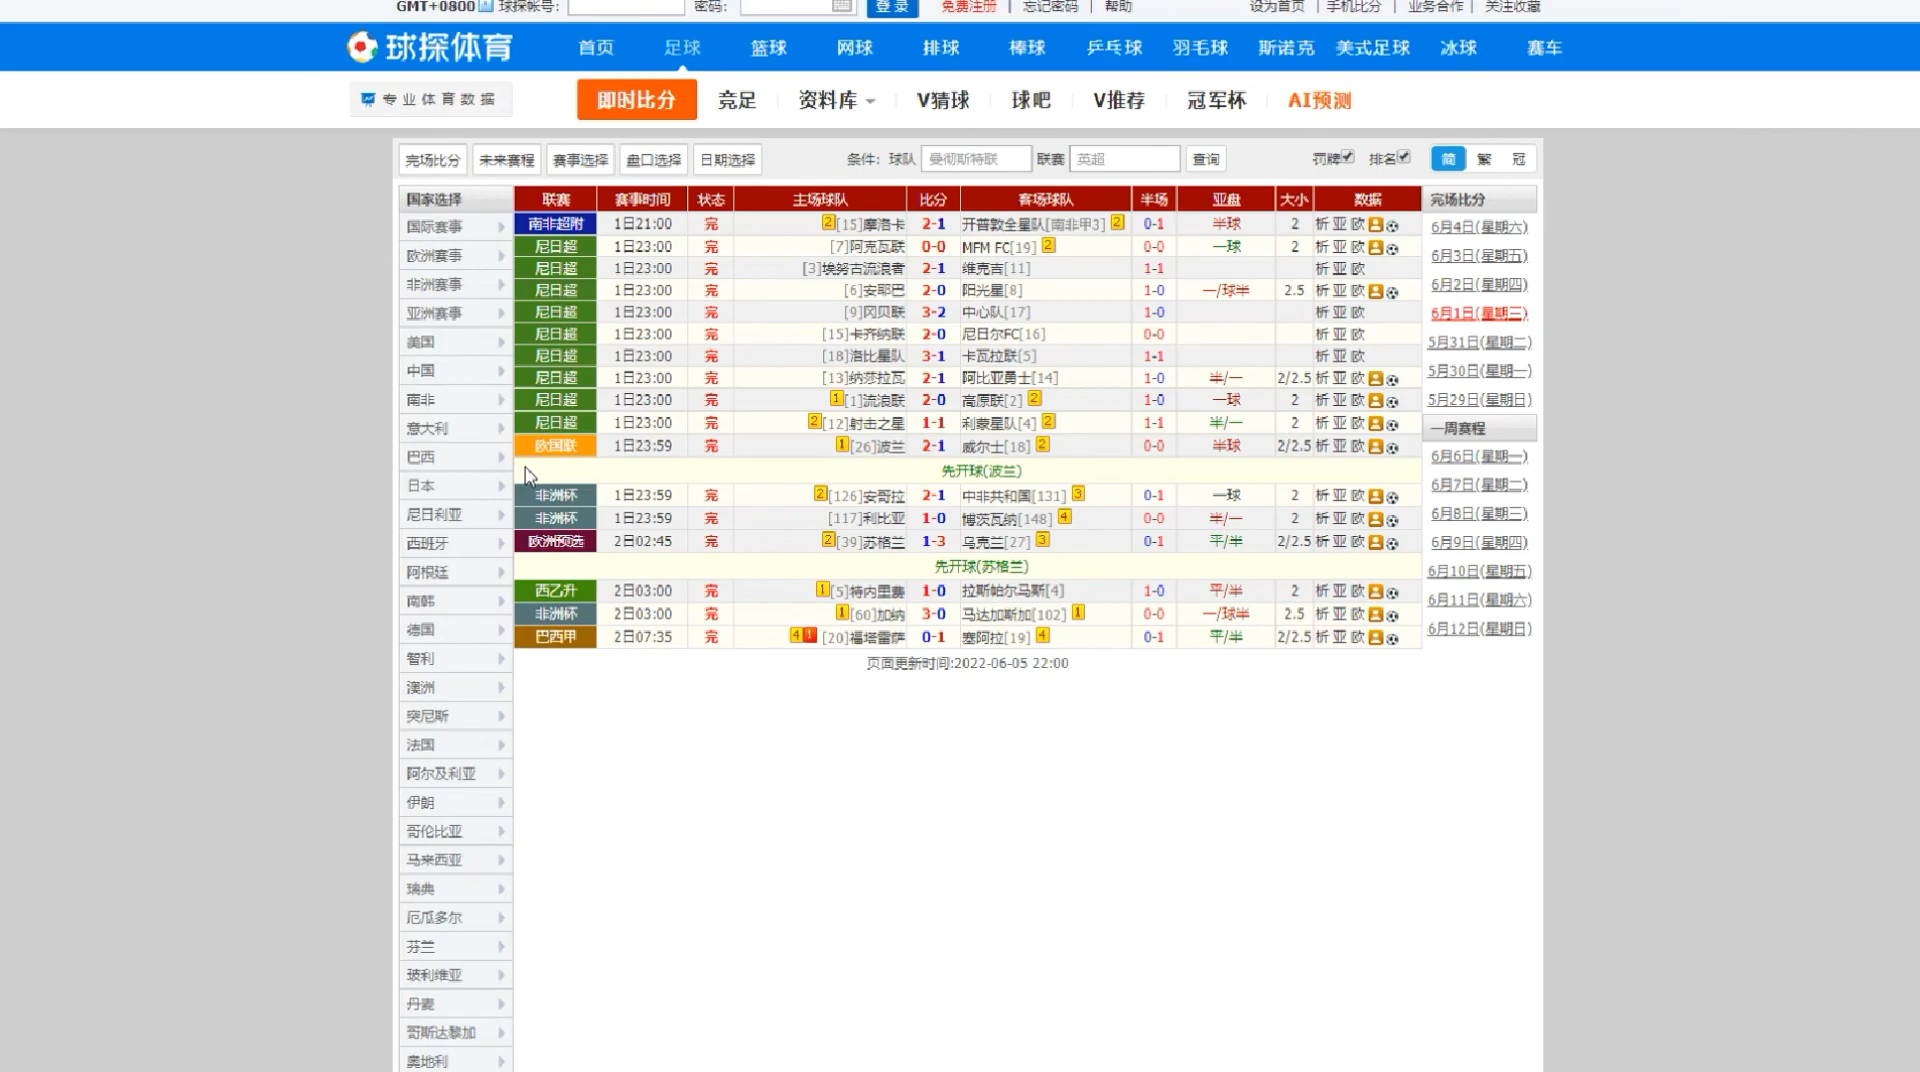 GMT+0800 球探帐号: 密码: 登 录 免费注册 | 忘记密码 | 帮助 设为首页 | 手机比分 | 业务合作 | 关注收藏
球探体育 首页 足球 篮球 网球 排球 棒球 乒乓球 羽毛球 斯诺克 美式足球 冰球 赛车
专业体育数据 即时比分 竞足 资料库 V猜球 球吧 V推荐 冠军杯 AI预测
完场比分 未来赛程 赛事选择 盘口选择 日期选择 条件: 球队 曼彻斯特联 联赛 英超 查询 罚牌 排名 简 繁 冠
国家选择 联赛 赛事时间 状态 主场球队 比分 客场球队 半场 亚盘 大小 数据 完场比分
南非超附 1日21:00 完 2 [15]摩洛卡 2-1 开普敦全星队[南非甲3] 2 0-1 半球 2 析 亚 欧
尼日超 1日23:00 完 [7]阿克瓦联 0-0 MFM FC[19] 2 0-0 一球 2 析 亚 欧
尼日超 1日23:00 完 [3]埃努古流浪者 2-1 维克吉[11] 1-1 析 亚 欧
尼日超 1日23:00 完 [6]安耶巴 2-0 阳光星[8] 1-0 一/球半 2.5 析 亚 欧
尼日超 1日23:00 完 [9]冈贝联 3-2 中心队[17] 1-0 析 亚 欧
尼日超 1日23:00 完 [15]卡齐纳联 2-0 尼日尔FC[16] 0-0 析 亚 欧
尼日超 1日23:00 完 [18]洛比星队 3-1 卡瓦拉联[5] 1-1 析 亚 欧
尼日超 1日23:00 完 [13]纳莎拉瓦 2-1 阿比亚勇士[14] 1-0 半/一 2/2.5 析 亚 欧
尼日超 1日23:00 完 1 [1]流浪联 2-0 高原联[2] 2 1-0 一球 2 析 亚 欧
尼日超 1日23:00 完 2 [12]射击之星 1-1 利蒙星队[4] 2 1-1 半/一 2 析 亚 欧
欧国联 1日23:59 完 1 [26]波兰 2-1 威尔士[18] 2 0-0 半球 2/2.5 析 亚 欧
先开球(波兰)
非洲杯 1日23:59 完 2 [126]安哥拉 2-1 中非共和国[131] 3 0-1 一球 2 析 亚 欧
非洲杯 1日23:59 完 [117]利比亚 1-0 博茨瓦纳[148] 4 0-0 半/一 2 析 亚 欧
欧洲预选 2日02:45 完 2 [39]苏格兰 1-3 乌克兰[27] 3 0-1 平/半 2/2.5 析 亚 欧
先开球(苏格兰)
西乙升 2日03:00 完 1 [5]特内里费 1-0 拉斯帕尔马斯[4] 1-0 平/半 2 析 亚 欧
非洲杯 2日03:00 完 1 [60]加纳 3-0 马达加斯加[102] 1 0-0 一/球半 2.5 析 亚 欧
巴西甲 2日07:35 完 4 1 [20]福塔雷萨 0-1 塞阿拉[19] 4 0-1 平/半 2/2.5 析 亚 欧
页面更新时间:2022-06-05 22:00
国际赛事
欧洲赛事
非洲赛事
亚洲赛事
美国
中国
南非
意大利
巴西
日本
尼日利亚
西班牙
阿根廷
南韩
德国
智利
澳洲
突尼斯
法国
阿尔及利亚
伊朗
哥伦比亚
马来西亚
瑞典
厄瓜多尔
芬兰
玻利维亚
丹麦
哥斯达黎加
奥地利
6月4日(星期六)
6月3日(星期五)
6月2日(星期四)
6月1日(星期三)
5月31日(星期二)
5月30日(星期一)
5月29日(星期日)
一周赛程
6月6日(星期一)
6月7日(星期二)
6月8日(星期三)
6月9日(星期四)
6月10日(星期五)
6月11日(星期六)
6月12日(星期日)